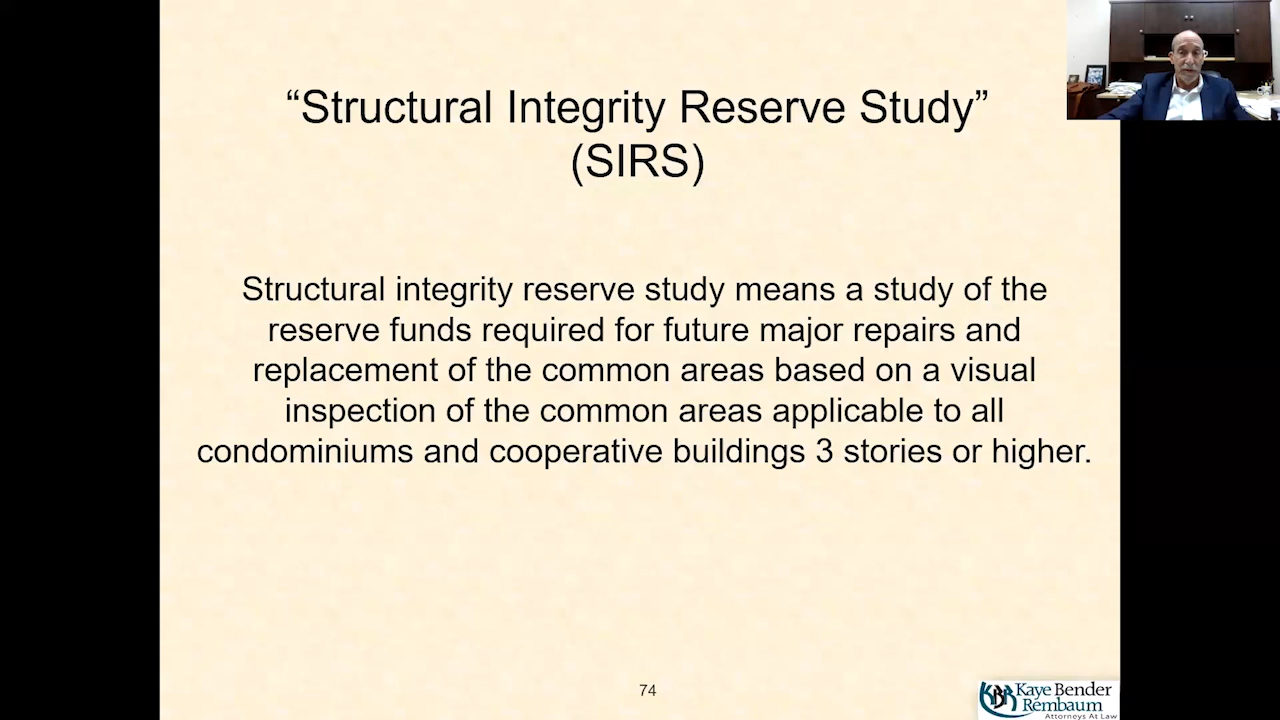 “Structural Integrity Reserve Study”
(SIRS)
Structural integrity reserve study means a study of the
reserve funds required for future major repairs and
replacement of the common areas based on a visual
inspection of the common areas applicable to all
condominiums and cooperative buildings 3 stories or higher.
74
KBR Kaye Bender
Rembaum
Attorneys At Law